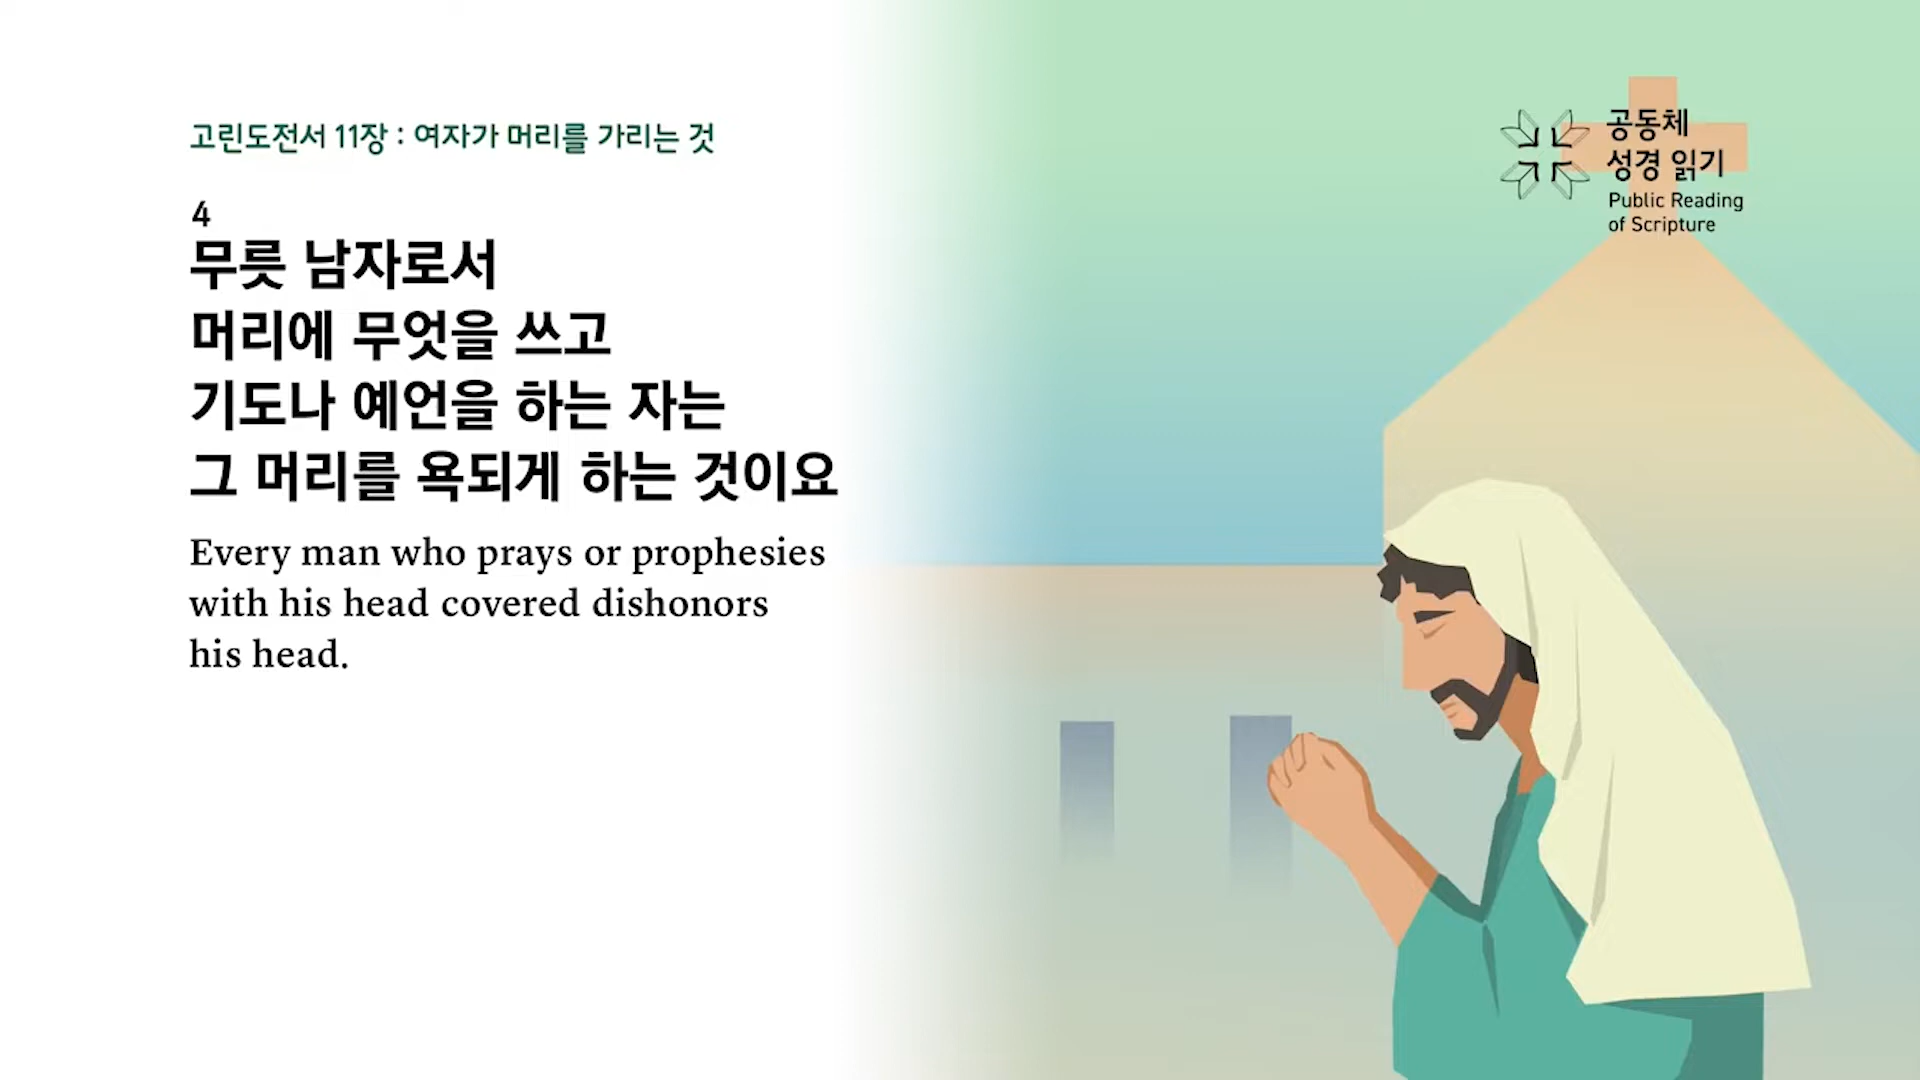 고린도전서 11장 : 여자가 머리를 가리는 것
4
무릇 남자로서
머리에 무엇을 쓰고
기도나 예언을 하는 자는
그 머리를 욕되게 하는 것이요
Every man who prays or prophesies
with his head covered dishonors
his head.
공동체
성경 읽기
Public Reading
of Scripture